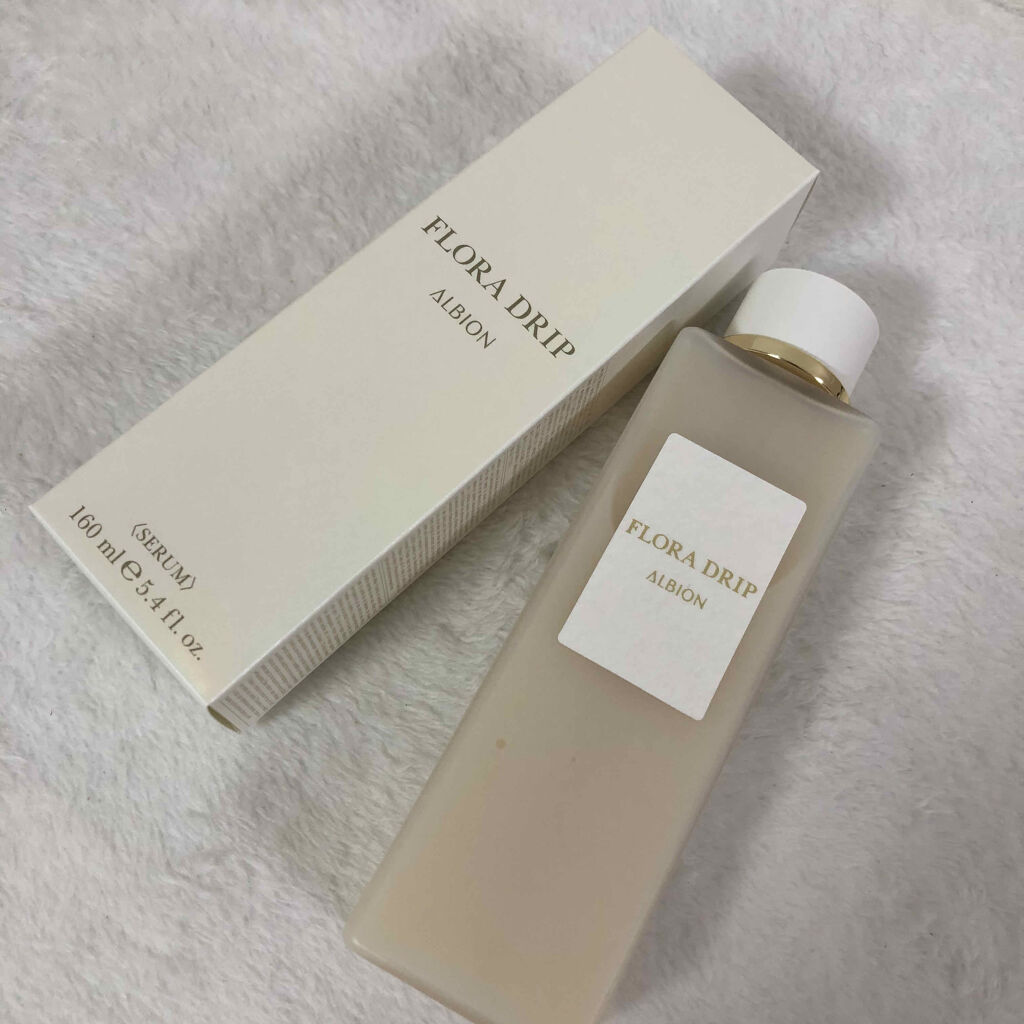 FLORA DRIP
ALBION
〈SERUM〉
160 ml ℮ 5.4 fl. oz.
FLORA DRIP
ALBION